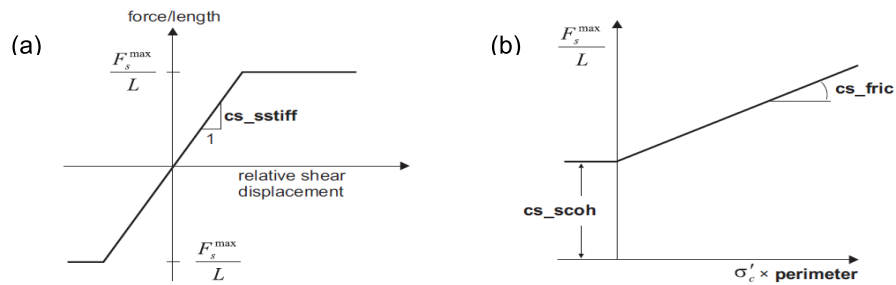 force/length
(a)
F_s^max / L
cs_sstiff
1
relative shear
displacement
F_s^max / L
(b)
F_s^max / L
cs_fric
cs_scoh
σ'_c × perimeter